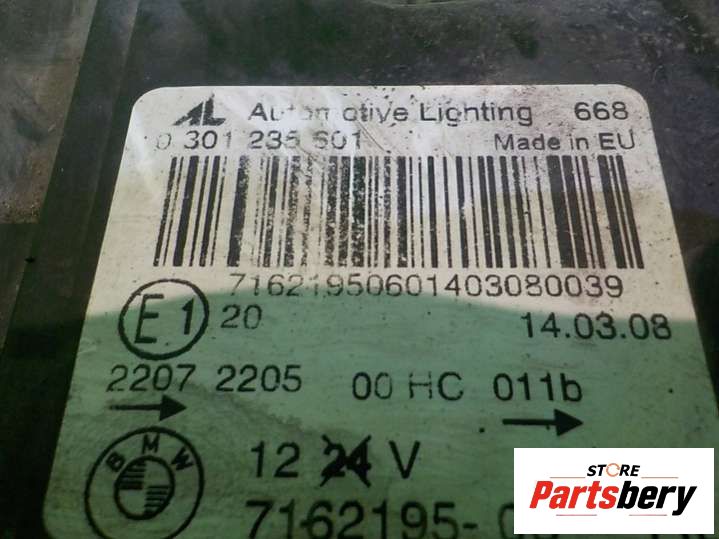 AL Automotive Lighting 668
0 301 235 601 Made in EU
71621950601403080039
E1 20 14.03.08
2207 2205 00 HC 011b
BMW 12 24 V
7162195-
STORE
Partsbery